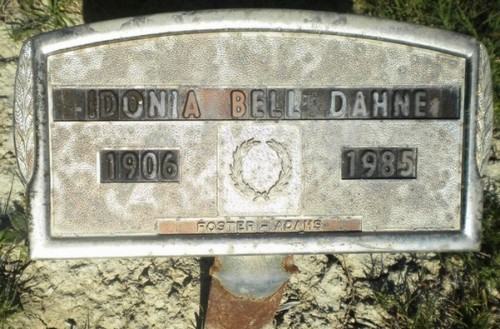 IDONIA BELL DAHNE
1906 1985
FOSTER - ADAMS